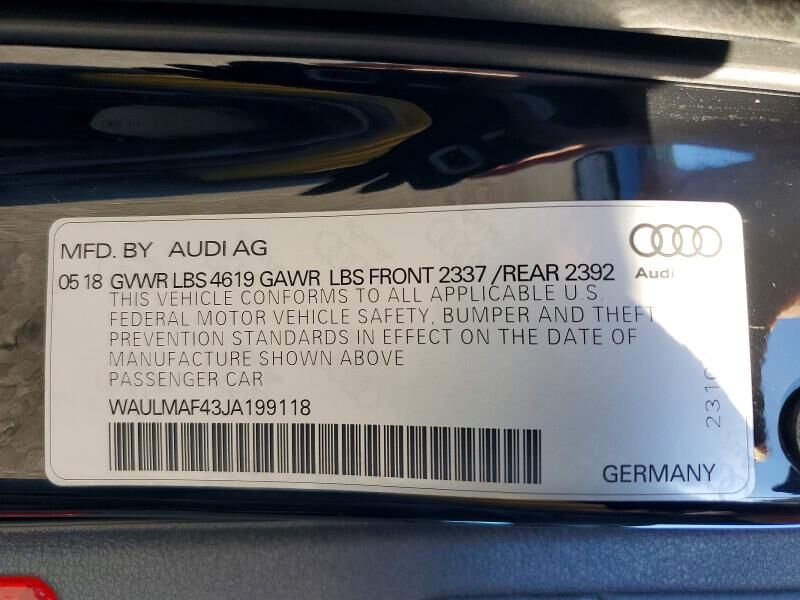 MFD. BY AUDI AG
Audi
05 18 GVWR LBS 4619 GAWR LBS FRONT 2337 /REAR 2392
THIS VEHICLE CONFORMS TO ALL APPLICABLE U.S.
FEDERAL MOTOR VEHICLE SAFETY, BUMPER AND THEFT
PREVENTION STANDARDS IN EFFECT ON THE DATE OF
MANUFACTURE SHOWN ABOVE
PASSENGER CAR
WAULMAF43JA199118
GERMANY